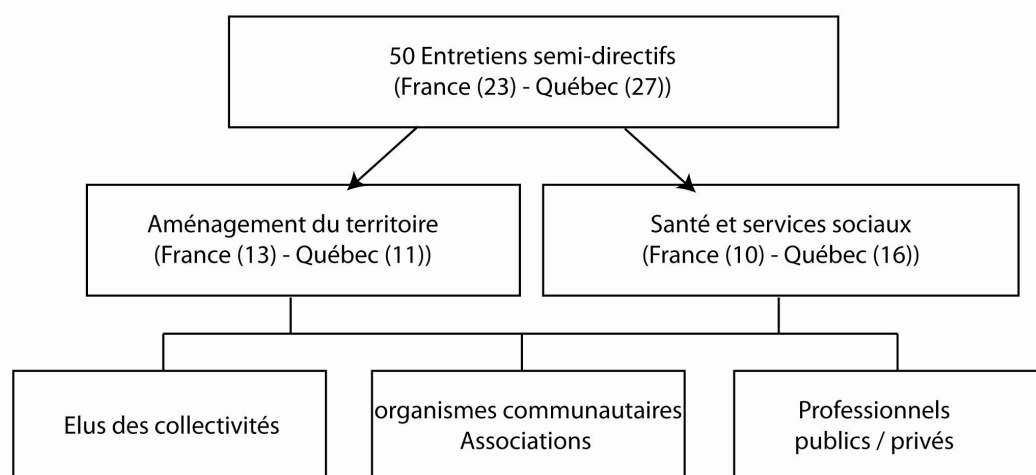 50 Entretiens semi-directifs
(France (23) - Québec (27))
Aménagement du territoire
(France (13) - Québec (11))
Santé et services sociaux
(France (10) - Québec (16))
Elus des collectivités
organismes communautaires
Associations
Professionnels
publics / privés